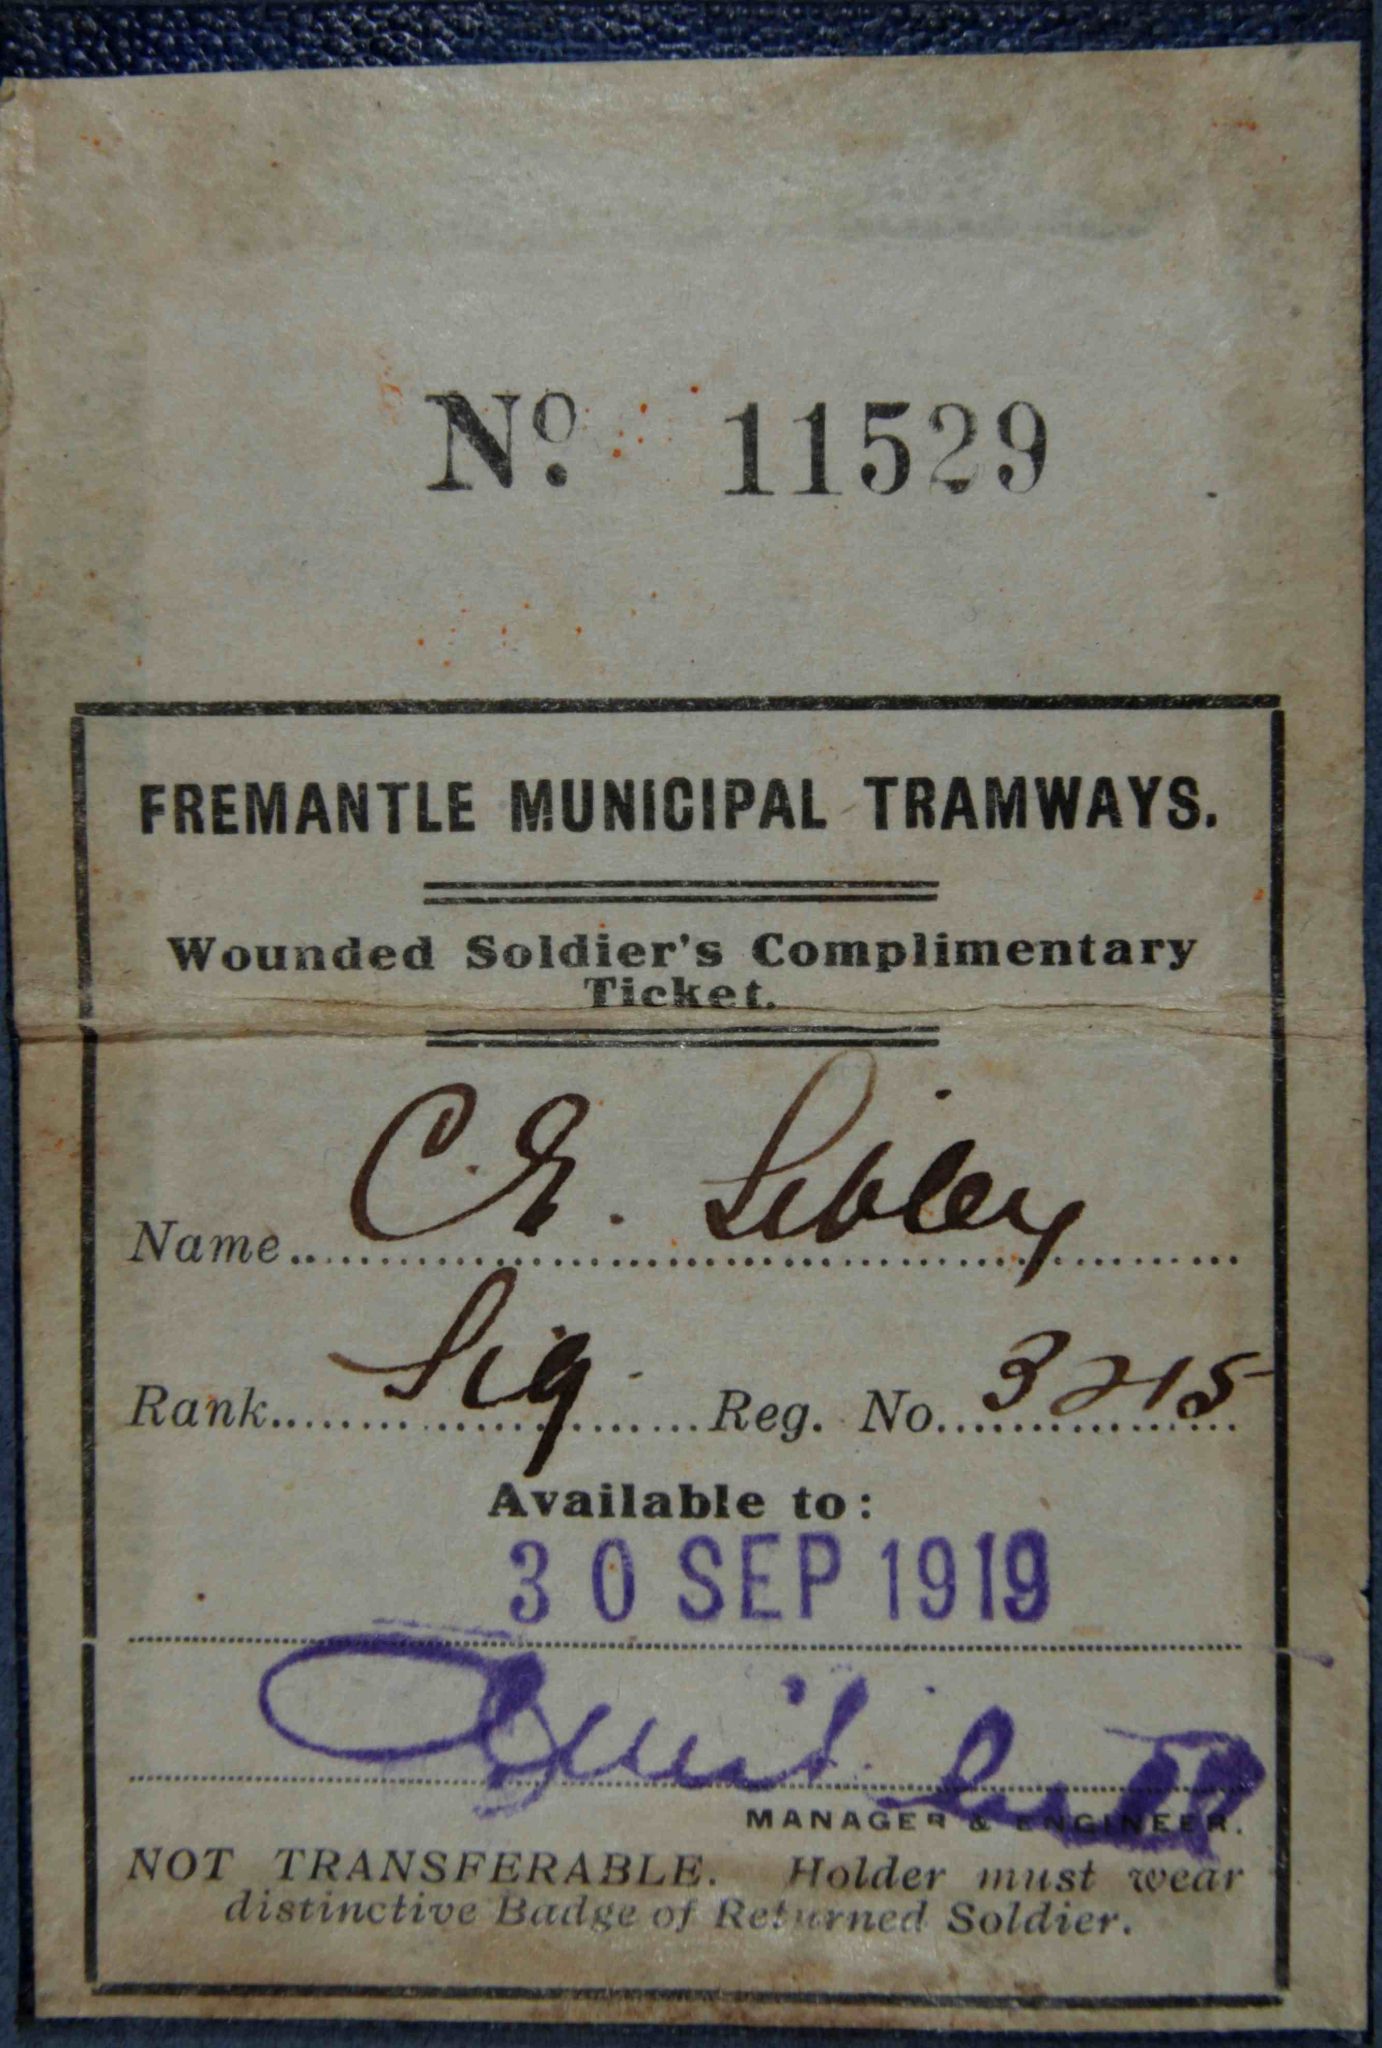 No. 11529
FREMANTLE MUNICIPAL TRAMWAYS.
Wounded Soldier's Complimentary
Ticket.
Name C. E. Sibley
Rank Sig. Reg. No. 3215
Available to:
30 SEP 1919
MANAGER & ENGINEER.
NOT TRANSFERABLE. Holder must wear
distinctive Badge of Returned Soldier.